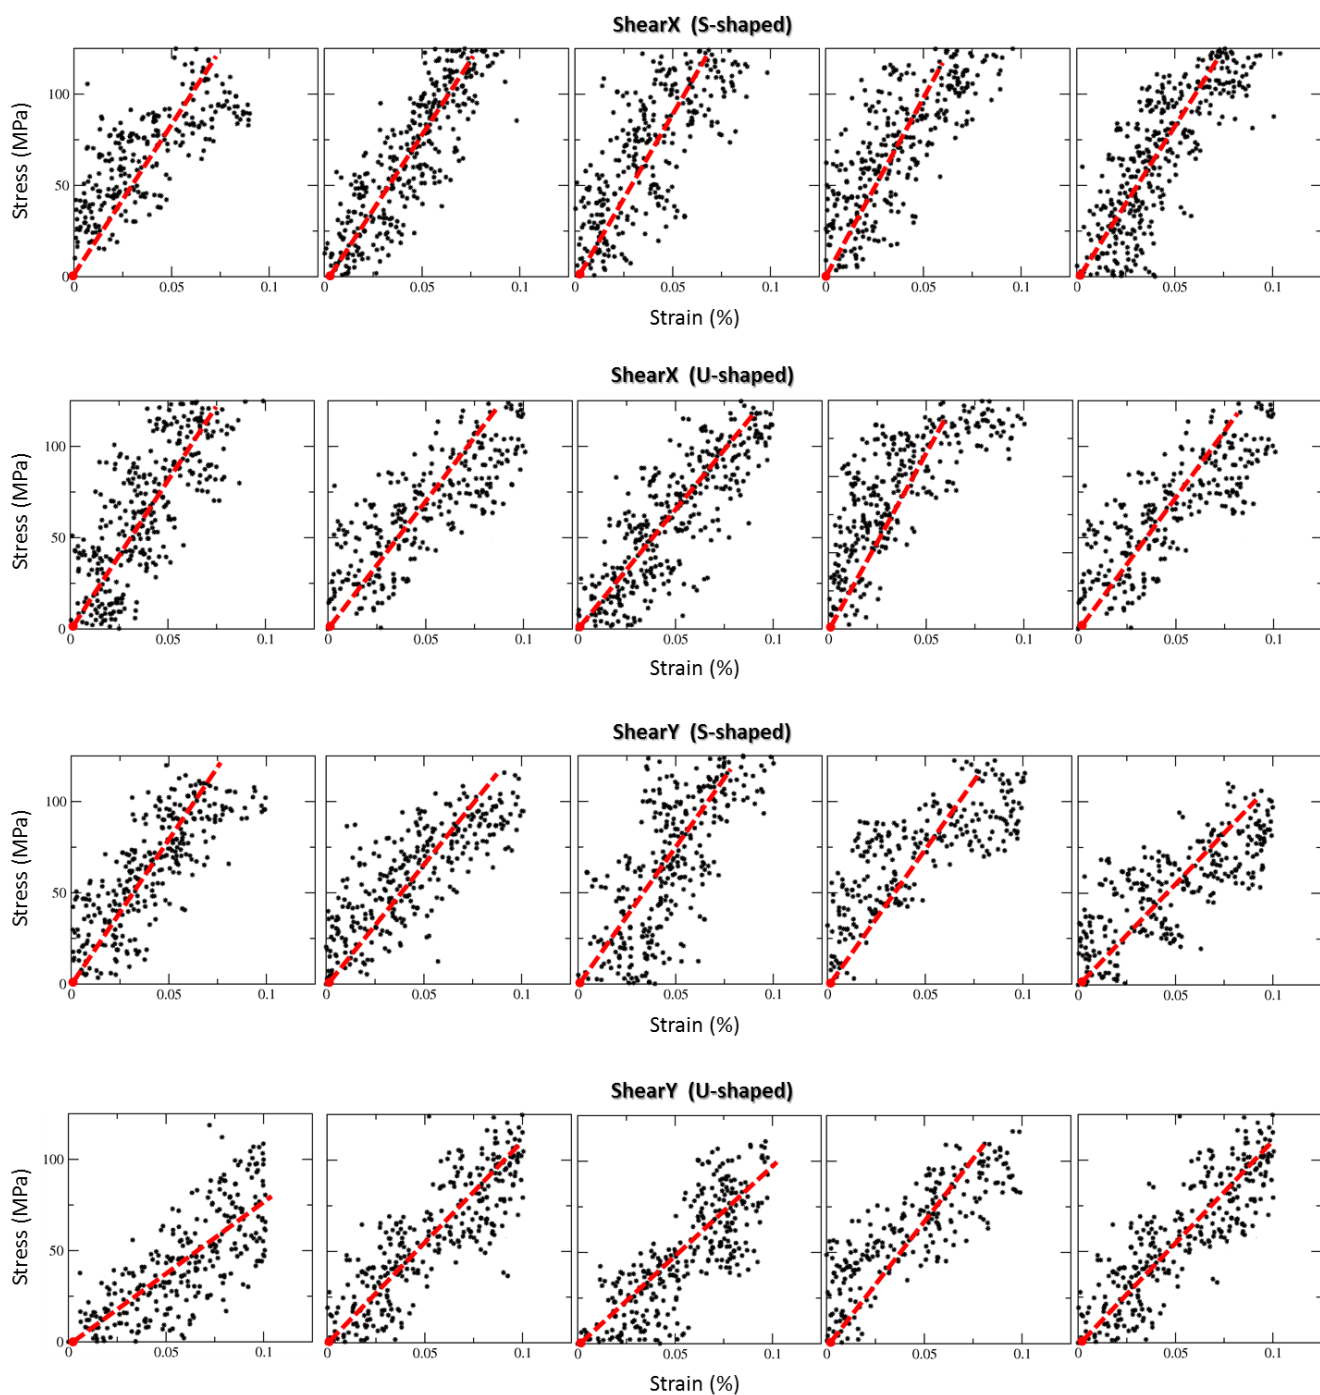 ShearX (S-shaped)
100
50
0
Stress (MPa)
0 0.05 0.1 0 0.05 0.1 0 0.05 0.1 0 0.05 0.1 0 0.05 0.1
Strain (%)
ShearX (U-shaped)
100
50
0
Stress (MPa)
0 0.05 0.1 0 0.05 0.1 0 0.05 0.1 0 0.05 0.1 0 0.05 0.1
Strain (%)
ShearY (S-shaped)
100
50
0
Stress (MPa)
0 0.05 0.1 0 0.05 0.1 0 0.05 0.1 0 0.05 0.1 0 0.05 0.1
Strain (%)
ShearY (U-shaped)
100
50
0
Stress (MPa)
0 0.05 0.1 0 0.05 0.1 0 0.05 0.1 0 0.05 0.1 0 0.05 0.1
Strain (%)